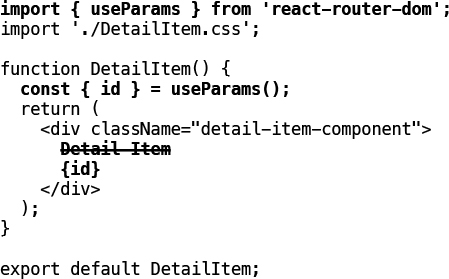 import { useParams } from 'react-router-dom';
import './DetailItem.css';

function DetailItem() {
  const { id } = useParams();
  return (
    <div className="detail-item-component">
      Detail Item
      {id}
    </div>
  );
}

export default DetailItem;